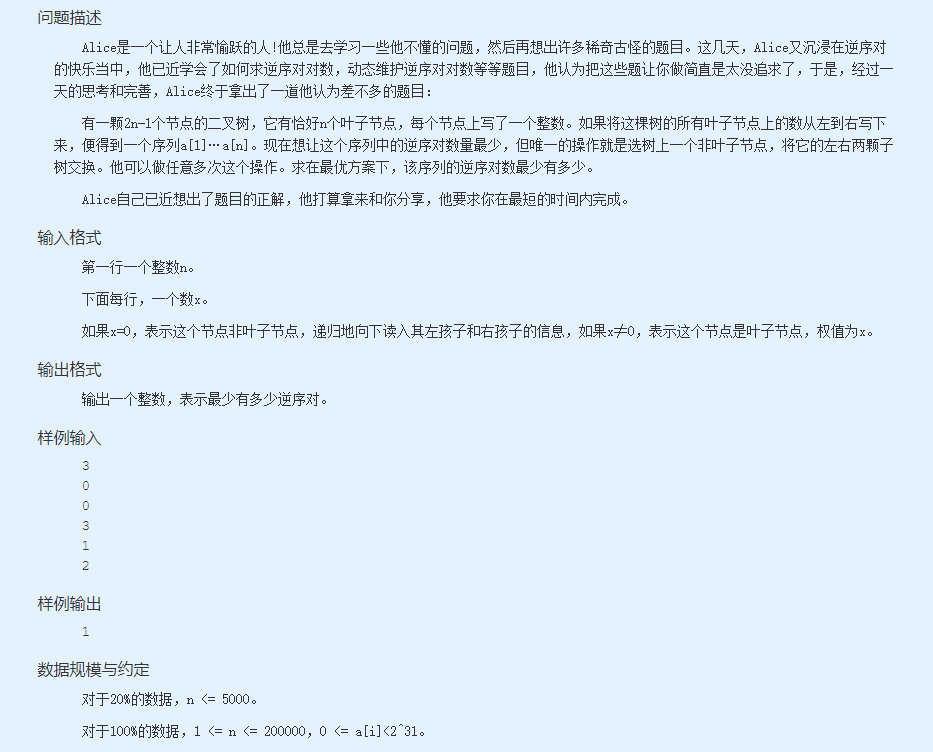 问题描述
Alice是一个让人非常愉跃的人!他总是去学习一些他不懂的问题，然后再想出许多稀奇古怪的题目。这几天，Alice又沉浸在逆序对
的快乐当中，他已近学会了如何求逆序对对数，动态维护逆序对对数等等题目，他认为把这些题让你做简直是太没追求了，于是，经过一
天的思考和完善，Alice终于拿出了一道他认为差不多的题目：
有一颗2n-1个节点的二叉树，它有恰好n个叶子节点，每个节点上写了一个整数。如果将这棵树的所有叶子节点上的数从左到右写下
来，便得到一个序列a[1]…a[n]。现在想让这个序列中的逆序对数量最少，但唯一的操作就是选树上一个非叶子节点，将它的左右两颗子
树交换。他可以做任意多次这个操作。求在最优方案下，该序列的逆序对数最少有多少。
Alice自己已近想出了题目的正解，他打算拿来和你分享，他要求你在最短的时间内完成。
输入格式
第一行一个整数n。
下面每行，一个数x。
如果x=0，表示这个节点非叶子节点，递归地向下读入其左孩子和右孩子的信息，如果x≠0，表示这个节点是叶子节点，权值为x。
输出格式
输出一个整数，表示最少有多少逆序对。
样例输入
3
0
0
3
1
2
样例输出
1
数据规模与约定
对于20%的数据，n <= 5000。
对于100%的数据，1 <= n <= 200000，0 <= a[i]<2^31。